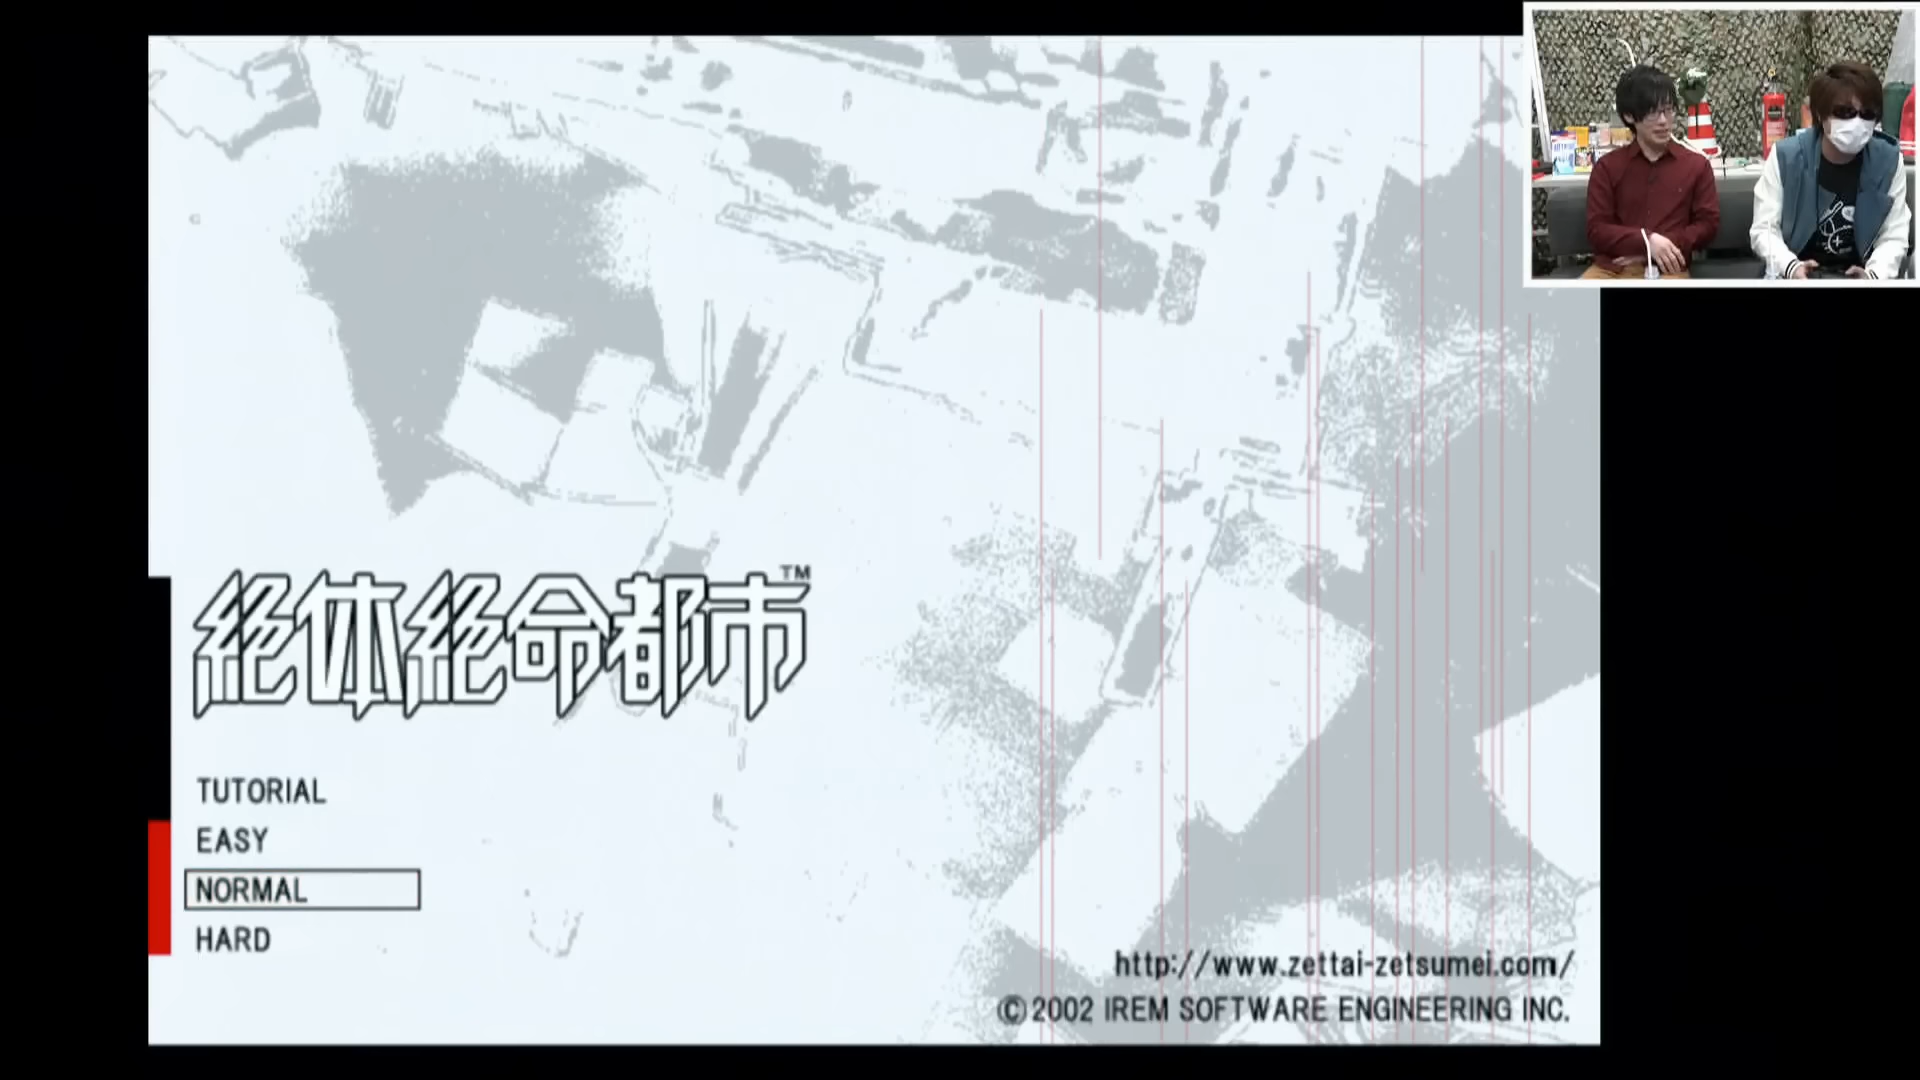 絶体絶命都市™
TUTORIAL
EASY
NORMAL
HARD
http://www.zettai-zetsumei.com/
©2002 IREM SOFTWARE ENGINEERING INC.